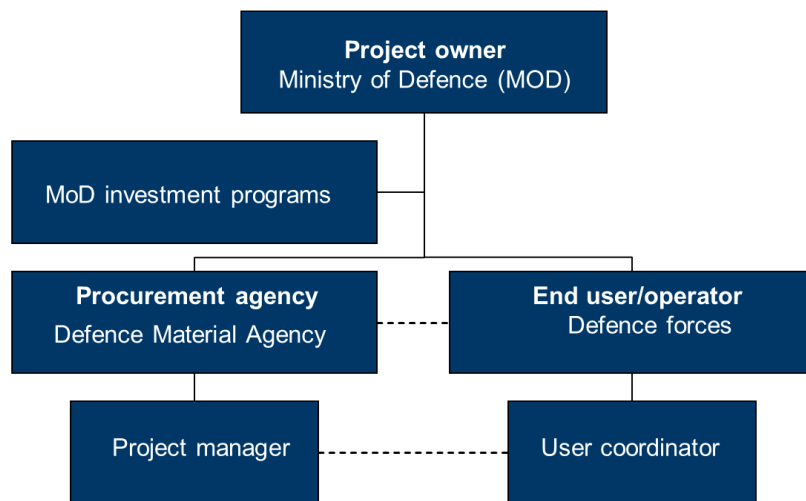 Project owner
Ministry of Defence (MOD)
MoD investment programs
Procurement agency
Defence Material Agency
End user/operator
Defence forces
Project manager
User coordinator